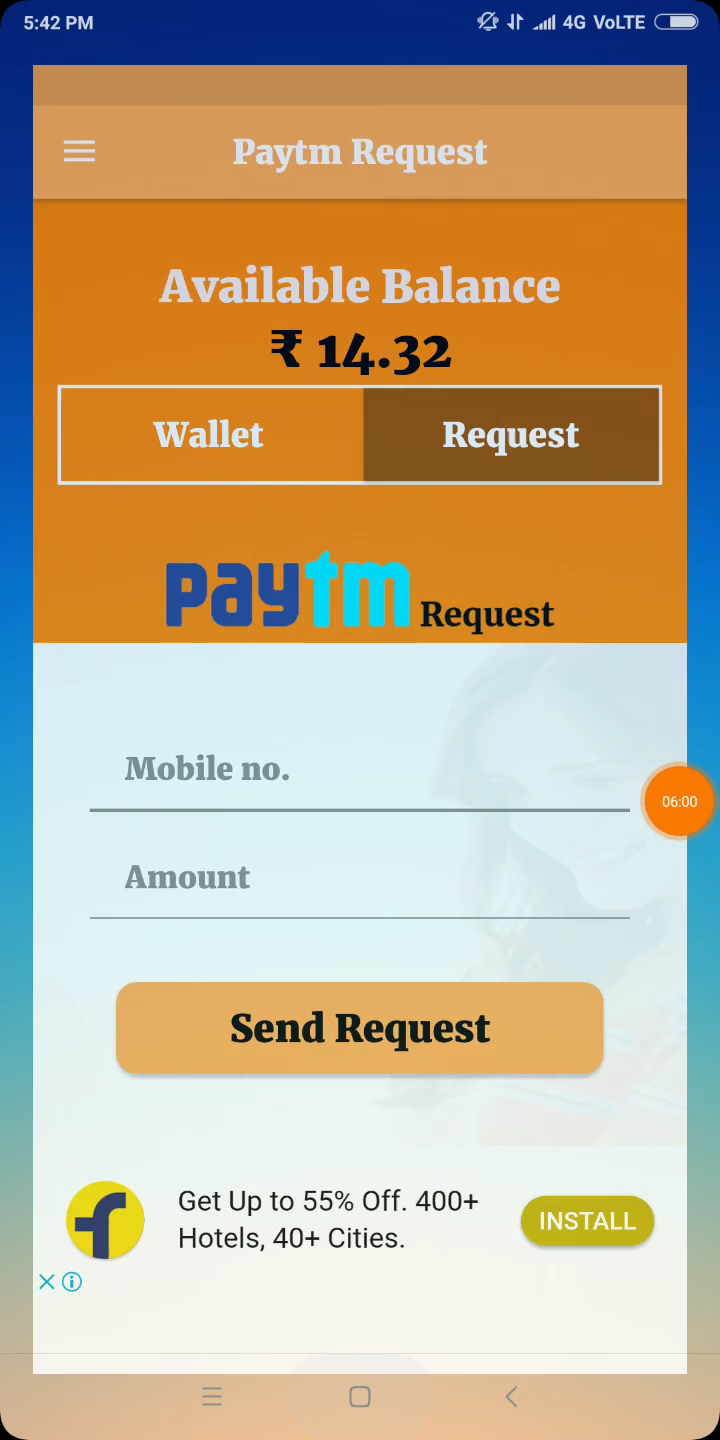 5:42 PM 4G VoLTE
Paytm Request
Available Balance
₹ 14.32
Wallet Request
paytm Request
Mobile no.
06:00
Amount
Send Request
Get Up to 55% Off. 400+
Hotels, 40+ Cities.
INSTALL